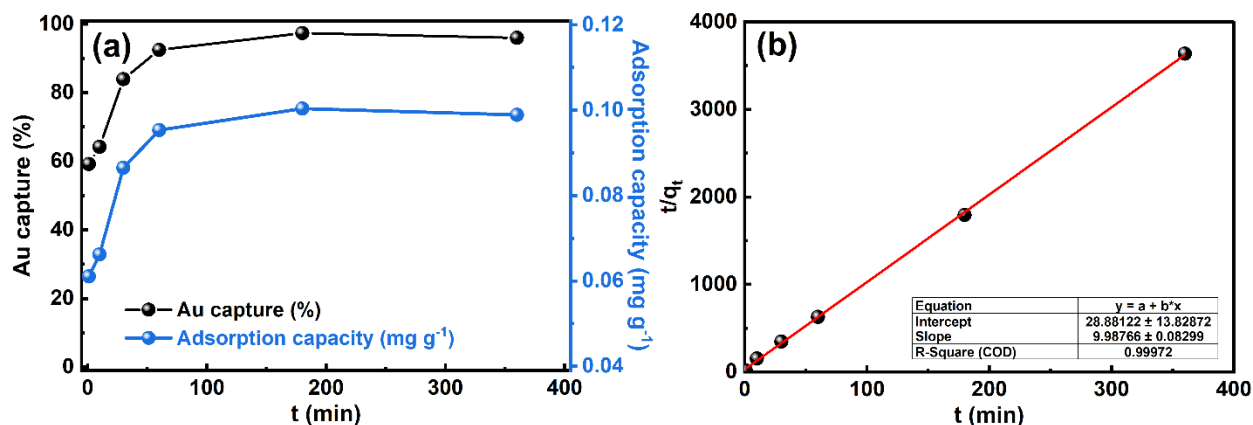 (a)
100
80
60
40
20
0
Au capture (%)
0.12
0.10
0.08
0.06
0.04
Adsorption capacity (mg g⁻¹)
Au capture (%)
Adsorption capacity (mg g⁻¹)
0 100 200 300 400
t (min)
(b)
4000
3000
2000
1000
0
t/qₜ
Equation y = a + b*x
Intercept 28.88122 ± 13.82872
Slope 9.98766 ± 0.08299
R-Square (COD) 0.99972
0 100 200 300 400
t (min)